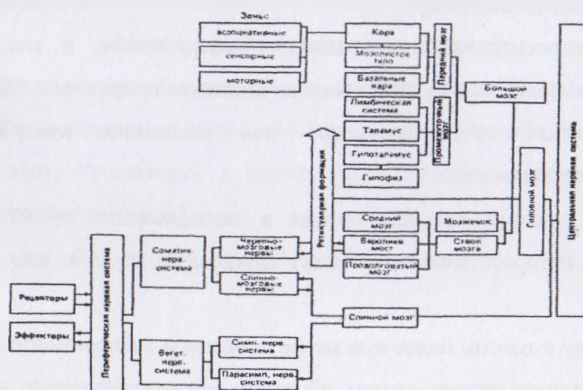 Зоны:
ассоциативные
сенсорные
моторные
Кора
Мозолистое
тело
Базальные
ядра
Лимбическая
система
Таламус
Гипоталамус
Гипофиз
Передний мозг
Промежуточный
мозг
Большой
мозг
Головной мозг
Центральная нервная система
Ретикулярная формация
Средний
мозг
Варолиев
мост
Продолговатый
мозг
Мозжечок
Ствол
мозга
Спинной мозг
Черепно-
мозговые
нервы
Спинно-
мозговые
нервы
Соматич.
нерв.
система
Периферическая нервная система
Рецепторы
Эффекторы
Вегет.
нерв.
система
Симп. нерв.
система
Парасимп. нерв.
система